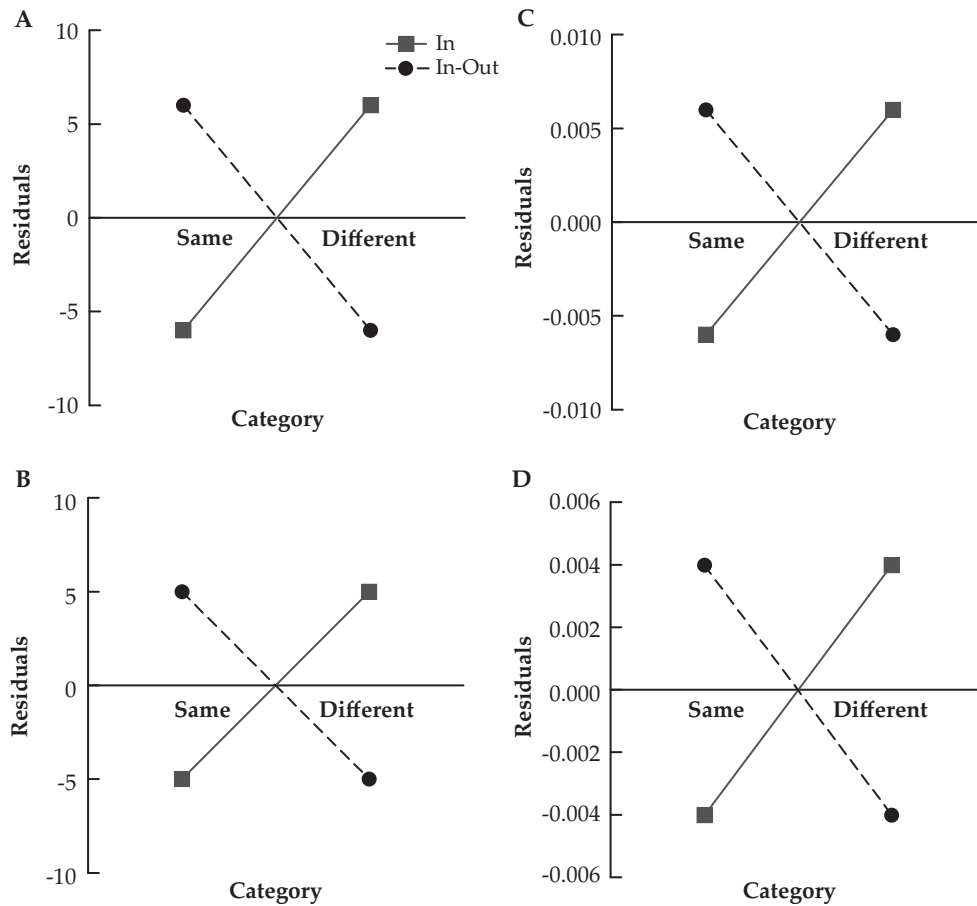 A
10
5
0
-5
-10
Residuals
Same
Different
Category
In
In-Out
C
0.010
0.005
0.000
-0.005
-0.010
Residuals
Same
Different
Category
B
10
5
0
-5
-10
Residuals
Same
Different
Category
D
0.006
0.004
0.002
0.000
-0.002
-0.004
-0.006
Residuals
Same
Different
Category